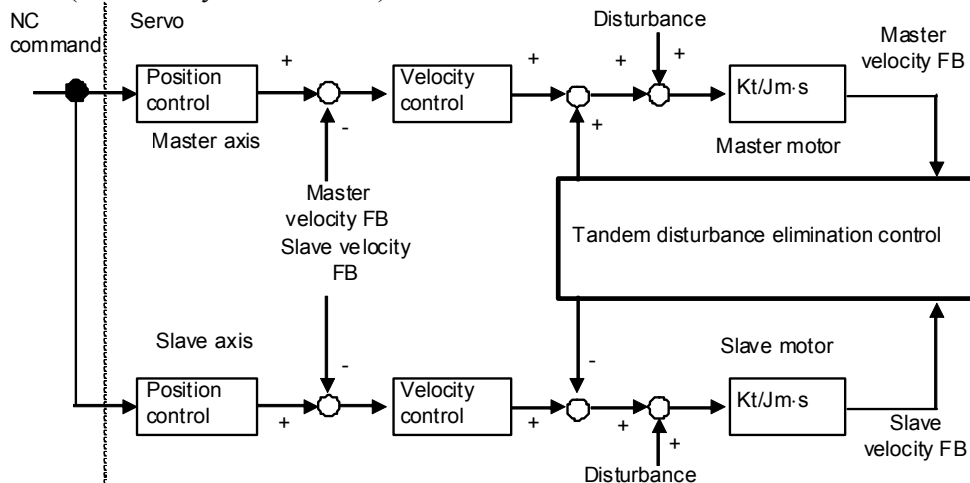 NC
command
Servo
Disturbance
Master
velocity FB
+
+
+
+
Position
control
Velocity
control
Kt/Jm·s
-
+
Master axis
Master motor
Master
velocity FB
Slave velocity
FB
Tandem disturbance elimination control
Slave axis
Slave motor
-
-
Position
control
Velocity
control
Kt/Jm·s
+
+
+
+
Slave
velocity FB
Disturbance